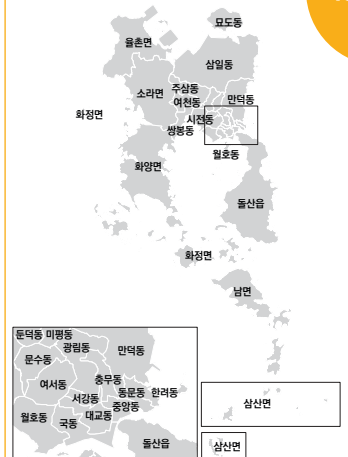 묘도동
율촌면
삼일동
소라면
주삼동
여천동
만덕동
화정면
시전동
쌍봉동
월호동
화양면
돌산읍
화정면
남면
둔덕동 미평동
광림동
만덕동
문수동
여서동
충무동
동문동
한려동
서강동
중앙동
월호동
국동
대교동
돌산읍
삼산면
삼산면